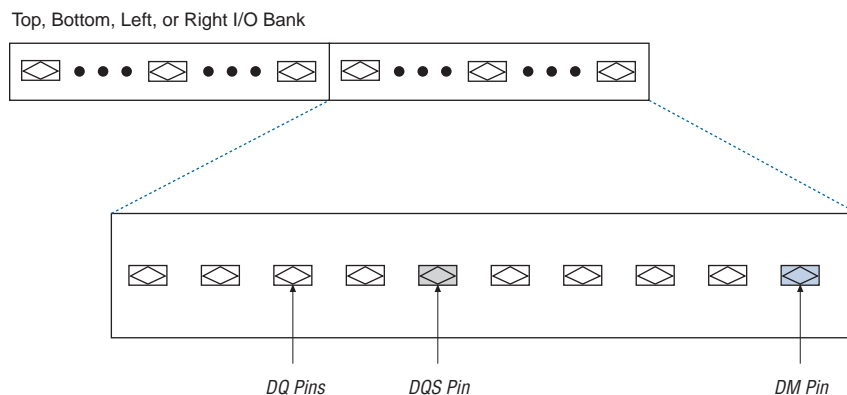 Top, Bottom, Left, or Right I/O Bank
DQ Pins
DQS Pin
DM Pin